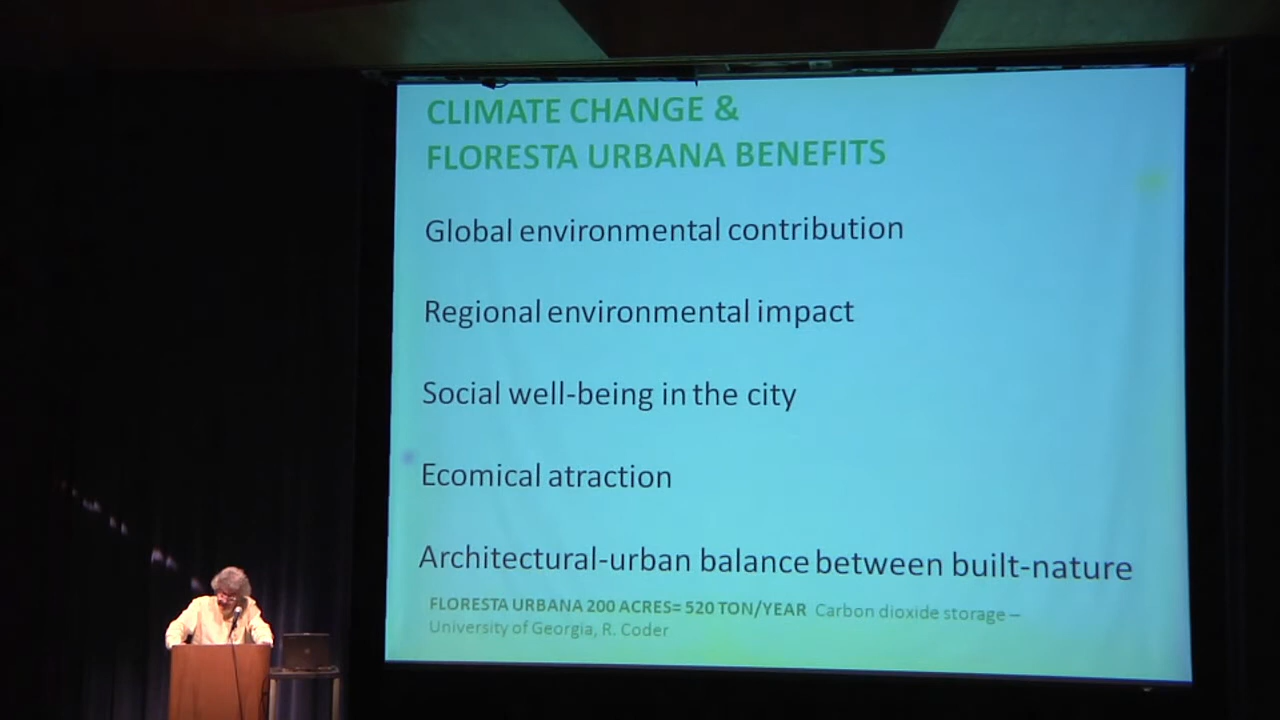 CLIMATE CHANGE &
FLORESTA URBANA BENEFITS
Global environmental contribution
Regional environmental impact
Social well-being in the city
Ecomical atraction
Architectural-urban balance between built-nature
FLORESTA URBANA 200 ACRES= 520 TON/YEAR Carbon dioxide storage –
University of Georgia, R. Coder